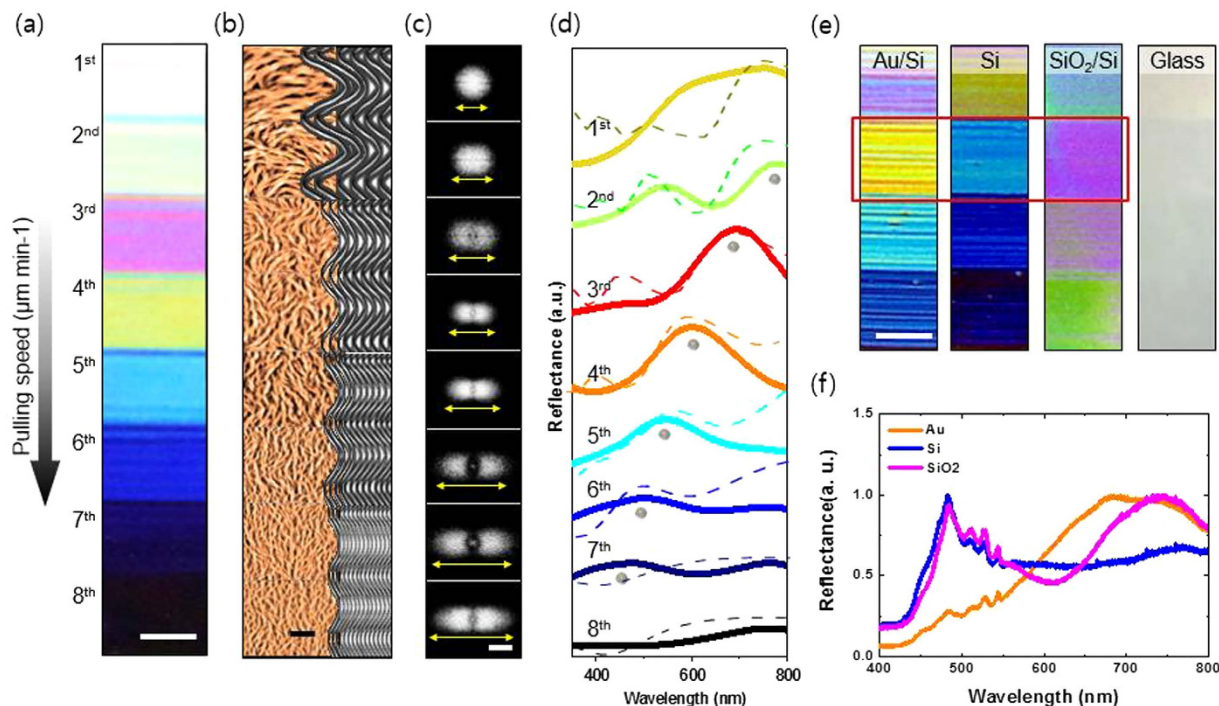 (a)
(b)
(c)
(d)
(e)
Pulling speed (µm min-1)
1st
2nd
3rd
4th
5th
6th
7th
8th
1st
2nd
3rd
4th
5th
6th
7th
8th
Reflectance (a.u.)
400
600
800
Wavelength (nm)
Au/Si
Si
SiO2/Si
Glass
(f)
Au
Si
SiO2
1.5
1.0
0.5
0.0
Reflectance(a. u.)
400
500
600
700
800
Wavelength (nm)